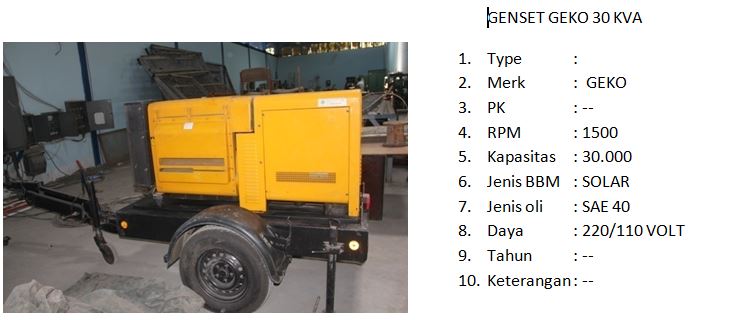 GENSET GEKO 30 KVA
1. Type :
2. Merk : GEKO
3. PK : --
4. RPM : 1500
5. Kapasitas : 30.000
6. Jenis BBM : SOLAR
7. Jenis oli : SAE 40
8. Daya : 220/110 VOLT
9. Tahun : --
10. Keterangan : --